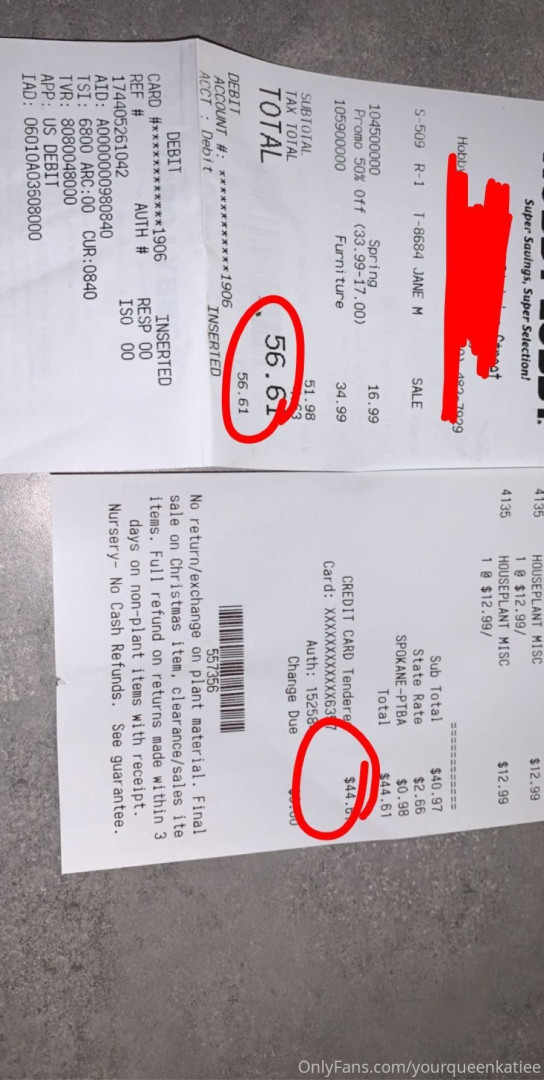 Super Savings, Super Selection!
Hobby
S-509 R-1 T-8684 JANE M SALE
104500000 Spring 16.99
Promo 50% Off (33.99-17.00)
105900000 Furniture 34.99
SUBTOTAL 51.98
TAX TOTAL
TOTAL 56.61
DEBIT 56.61
ACCOUNT #: ************1906
ACCT : Debit INSERTED
DEBIT
CARD #************1906 INSERTED
REF # AUTH # RESP 00
174405261042 ISO 00
AID: A0000000980840
TSI: 6800 ARC:00 CUR:0840
TVR: 8080048000
APP: US DEBIT
IAD: 06010A03608000
4135 HOUSEPLANT MISC $12.99
1 @ $12.99/
4135 HOUSEPLANT MISC $12.99
1 @ $12.99/
============
Sub Total $40.97
State Rate $2.66
SPOKANE-PTBA $0.98
Total $44.61
CREDIT CARD Tendere
Card:
Auth:
Change Due
557356
No return/exchange on plant material. Final
sale on Christmas item, clearance/sales ite
items. Full refund on returns made within 3
days on non-plant items with receipt.
Nursery- No Cash Refunds. See guarantee.
OnlyFans.com/yourqueenkatiee